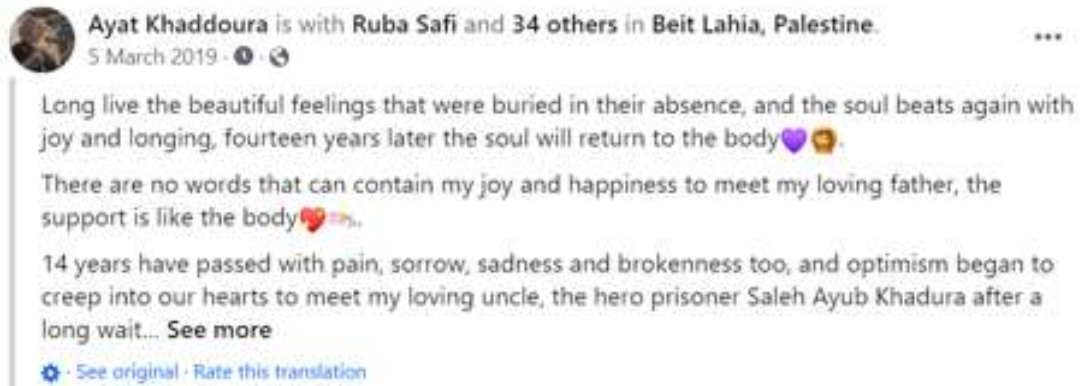 Ayat Khaddoura is with Ruba Safi and 34 others in Beit Lahia, Palestine.
5 March 2019
Long live the beautiful feelings that were buried in their absence, and the soul beats again with
joy and longing, fourteen years later the soul will return to the body💜.
There are no words that can contain my joy and happiness to meet my loving father, the
support is like the body
14 years have passed with pain, sorrow, sadness and brokenness too, and optimism began to
creep into our hearts to meet my loving uncle, the hero prisoner Saleh Ayub Khadura after a
long wait... See more
· See original · Rate this translation